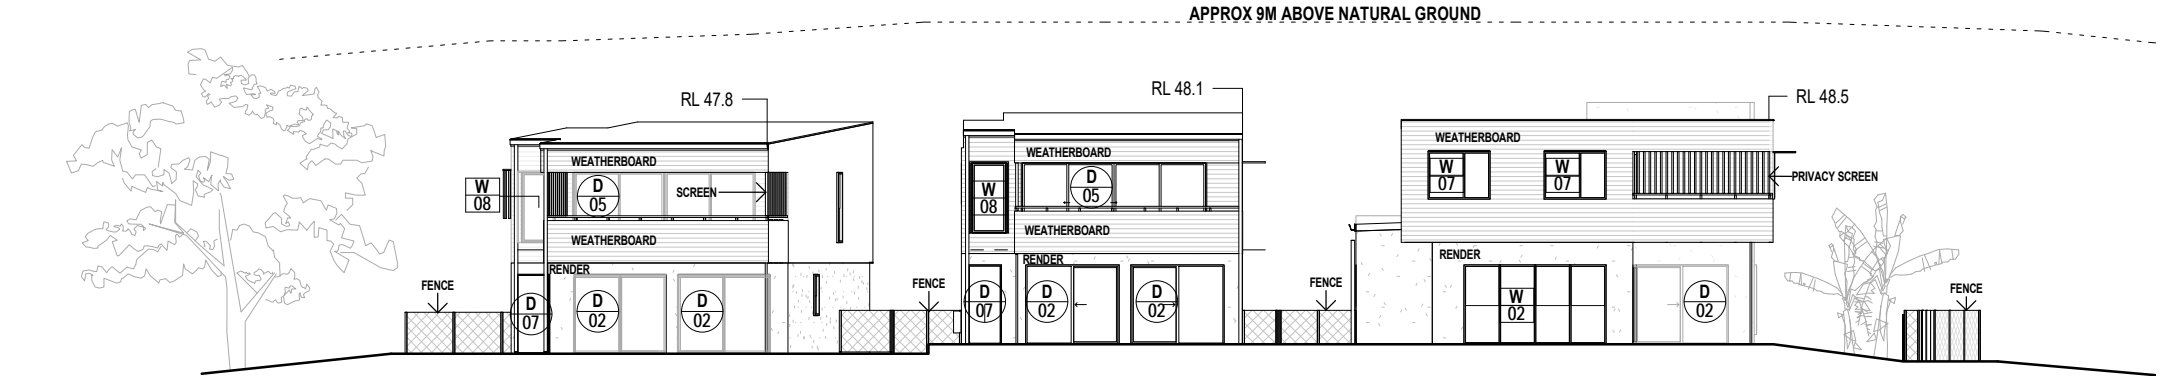 APPROX 9M ABOVE NATURAL GROUND
RL 47.8
RL 48.1
RL 48.5
WEATHERBOARD
W
08
D
05
SCREEN
WEATHERBOARD
RENDER
FENCE
D
07
D
02
D
02
FENCE
WEATHERBOARD
W
08
D
05
WEATHERBOARD
RENDER
D
07
D
02
D
02
FENCE
WEATHERBOARD
W
07
W
07
PRIVACY SCREEN
RENDER
W
02
D
02
FENCE